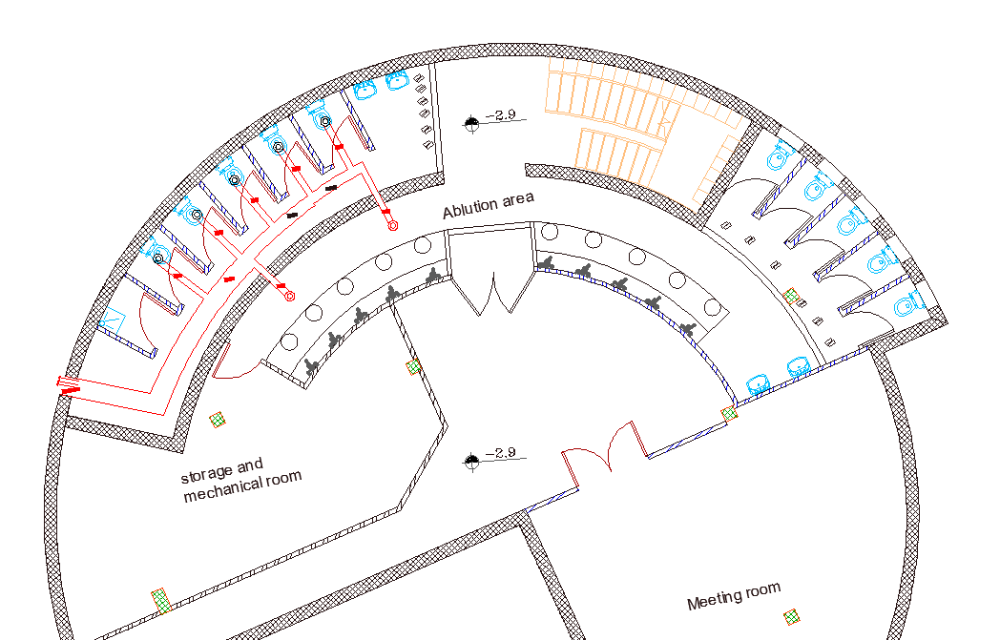 -2.9
Ablution area
-2.9
storage and
mechanical room
Meeting room